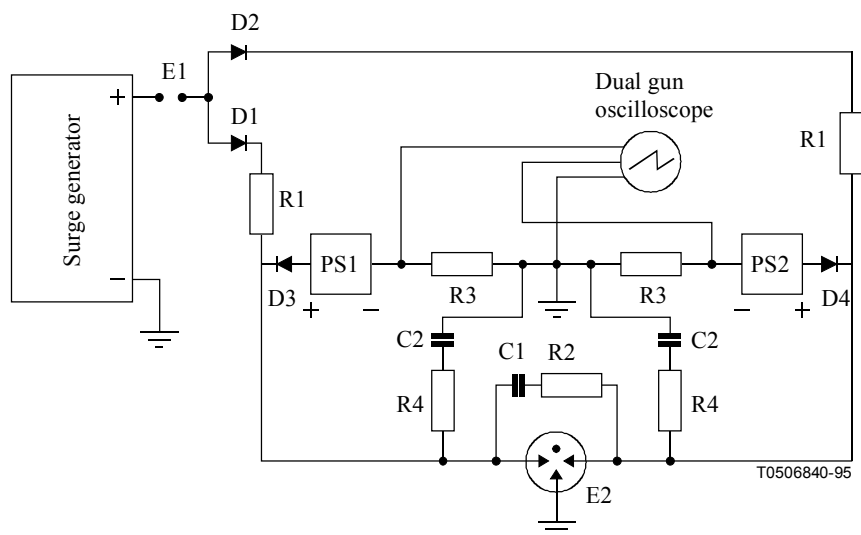 D2
E1
+
D1
Dual gun
oscilloscope
R1
R1
Surge generator
PS1
PS2
−
D3
+
−
R3
R3
−
+
D4
C2
C1
R2
C2
R4
R4
E2
T0506840-95